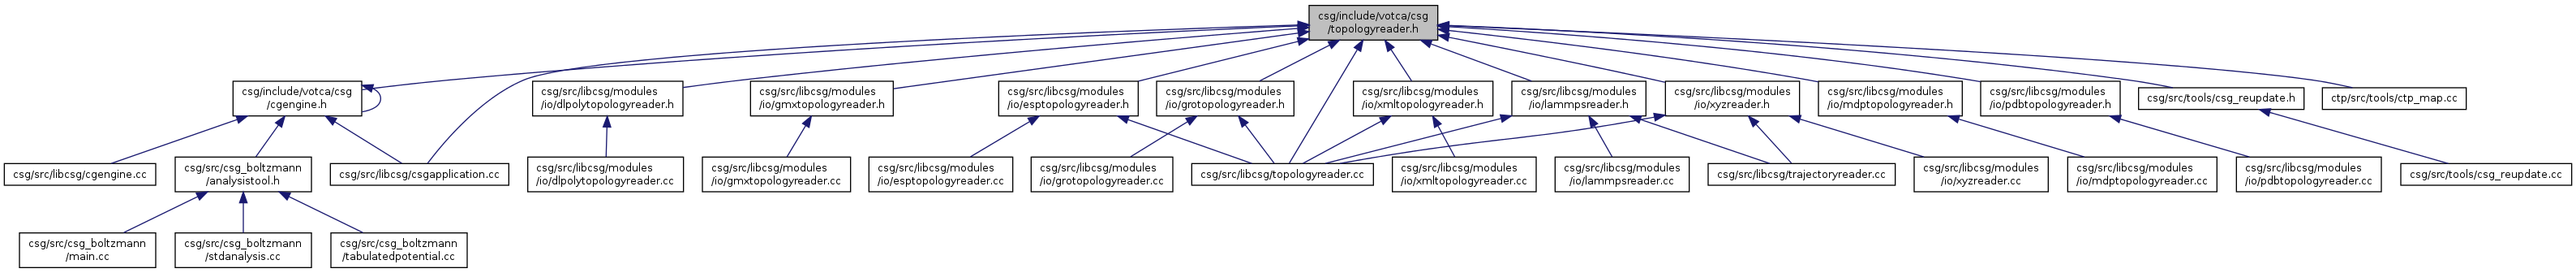 csg/include/votca/csg
/topologyreader.h
csg/include/votca/csg
/cgengine.h
csg/src/libcsg/modules
/io/dlpolytopologyreader.h
csg/src/libcsg/modules
/io/gmxtopologyreader.h
csg/src/libcsg/modules
/io/esptopologyreader.h
csg/src/libcsg/modules
/io/grotopologyreader.h
csg/src/libcsg/modules
/io/xmltopologyreader.h
csg/src/libcsg/modules
/io/lammpsreader.h
csg/src/libcsg/modules
/io/xyzreader.h
csg/src/libcsg/modules
/io/mdptopologyreader.h
csg/src/libcsg/modules
/io/pdbtopologyreader.h
csg/src/tools/csg_reupdate.h
ctp/src/tools/ctp_map.cc
csg/src/libcsg/cgengine.cc
csg/src/csg_boltzmann
/analysistool.h
csg/src/libcsg/csgapplication.cc
csg/src/libcsg/modules
/io/dlpolytopologyreader.cc
csg/src/libcsg/modules
/io/gmxtopologyreader.cc
csg/src/libcsg/modules
/io/esptopologyreader.cc
csg/src/libcsg/modules
/io/grotopologyreader.cc
csg/src/libcsg/topologyreader.cc
csg/src/libcsg/modules
/io/xmltopologyreader.cc
csg/src/libcsg/modules
/io/lammpsreader.cc
csg/src/libcsg/trajectoryreader.cc
csg/src/libcsg/modules
/io/xyzreader.cc
csg/src/libcsg/modules
/io/mdptopologyreader.cc
csg/src/libcsg/modules
/io/pdbtopologyreader.cc
csg/src/tools/csg_reupdate.cc
csg/src/csg_boltzmann
/main.cc
csg/src/csg_boltzmann
/stdanalysis.cc
csg/src/csg_boltzmann
/tabulatedpotential.cc